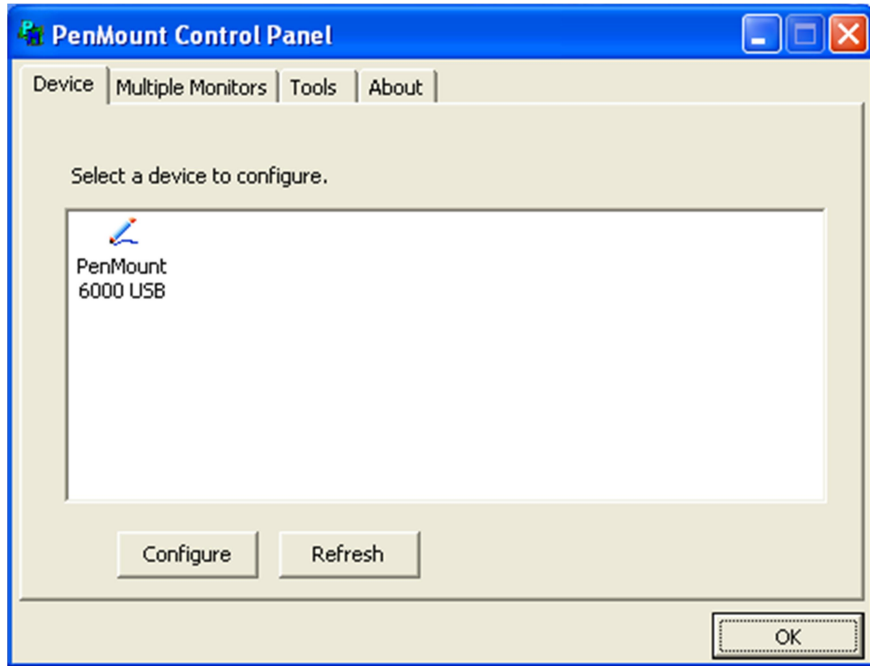 PenMount Control Panel
Device Multiple Monitors Tools About
Select a device to configure.
PenMount
6000 USB
Configure Refresh
OK